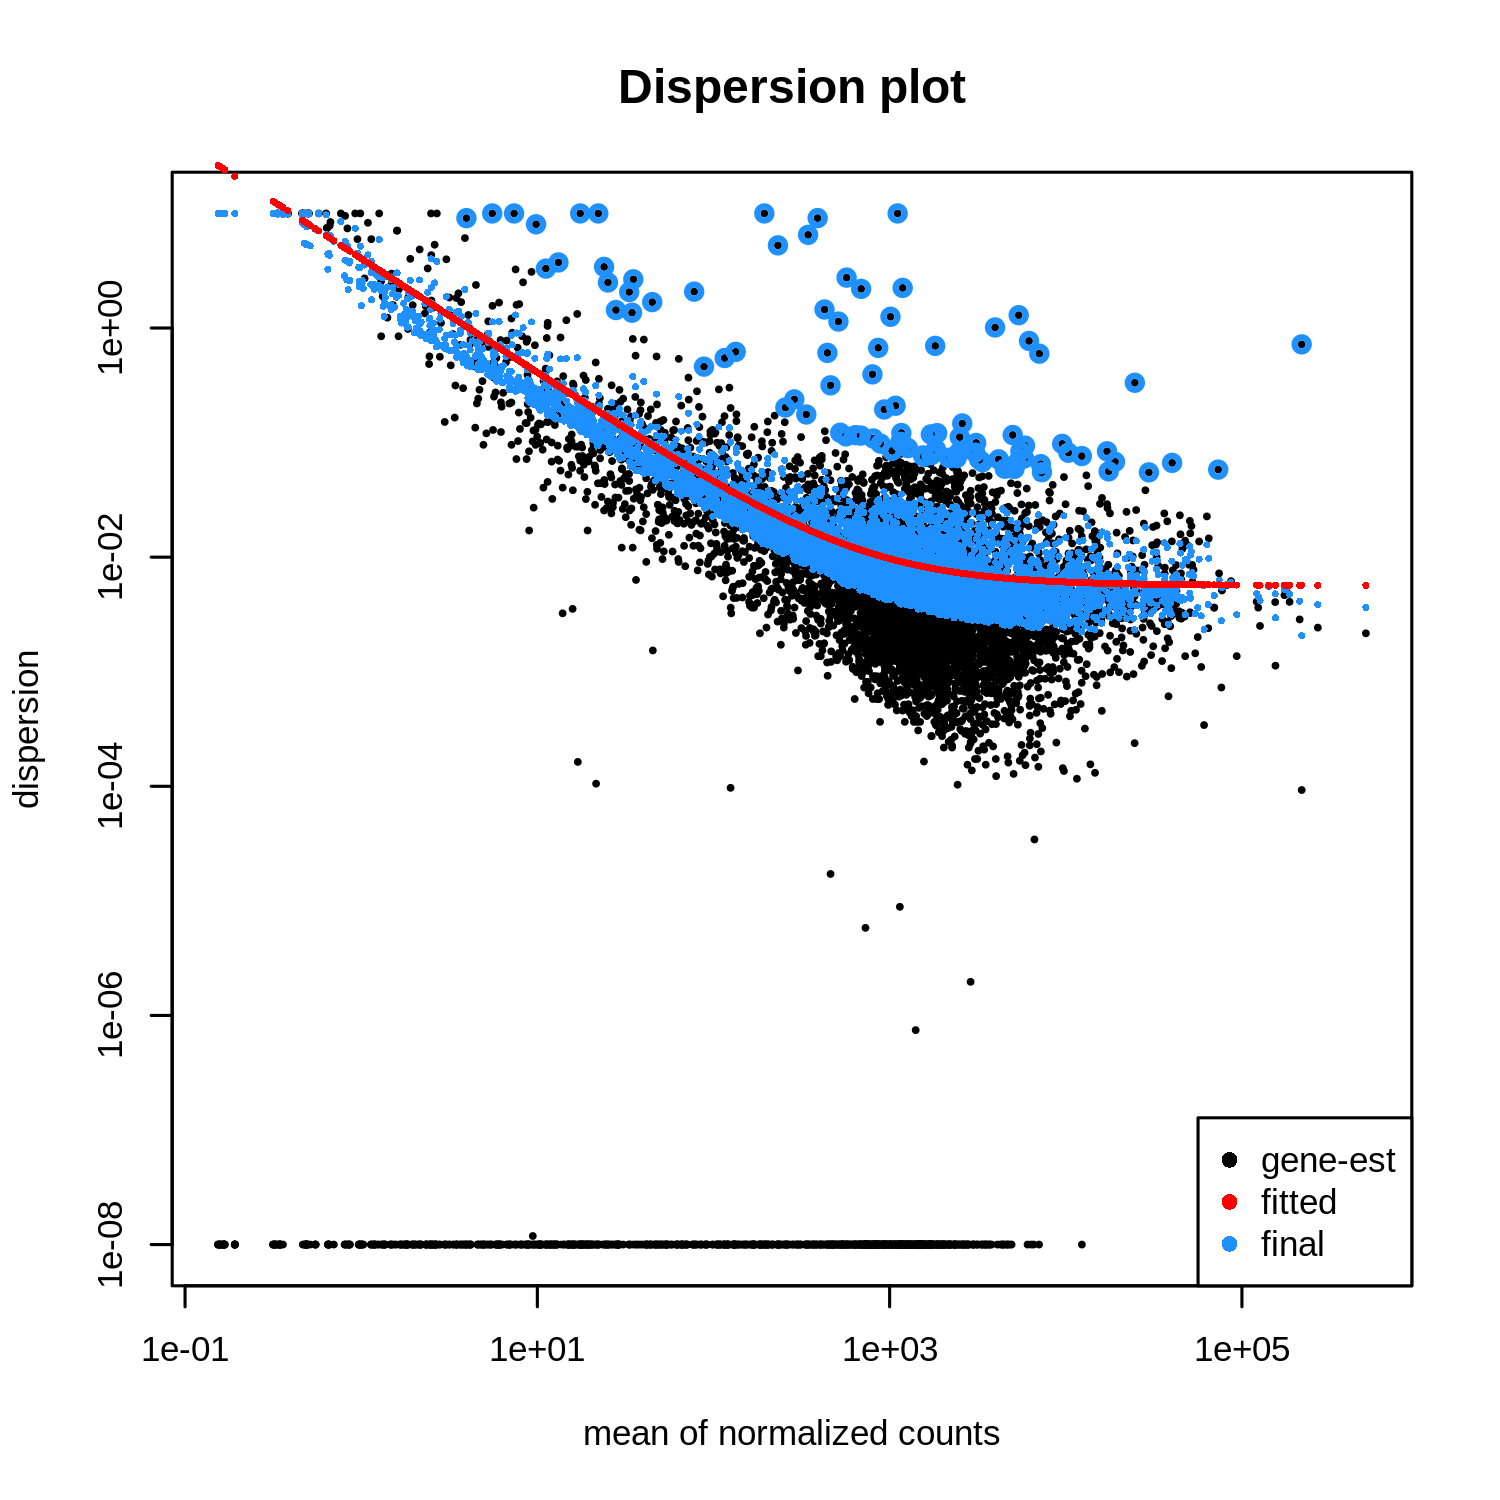 Dispersion plot
dispersion
1e+00
1e-02
1e-04
1e-06
1e-08
1e-01
1e+01
1e+03
1e+05
mean of normalized counts
gene-est
fitted
final